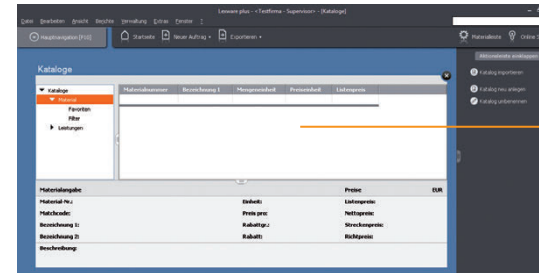 Lexware plus - <Testfirma - Supervisor> - [Kataloge]
Datei Bearbeiten Ansicht Berichte Verwaltung Extras Fenster ?
Hauptnavigation [F10] Startseite Neuer Auftrag Exportieren Materialliste Online S
Aktionsleiste einklappen
Kataloge
Katalog importieren
Katalog neu anlegen
Katalog umbenennen
Kataloge
Material
Favoriten
Filter
Leistungen
Materialnummer Bezeichnung 1 Mengeneinheit Preiseinheit Listenpreis
Materialangabe Preise EUR
Material-Nr.: Einheit: Listenpreis:
Matchcode: Preis pro: Nettopreis:
Bezeichnung 1: Rabattgr.: Streckenpreis:
Bezeichnung 2: Rabatt: Richtpreis:
Beschreibung: